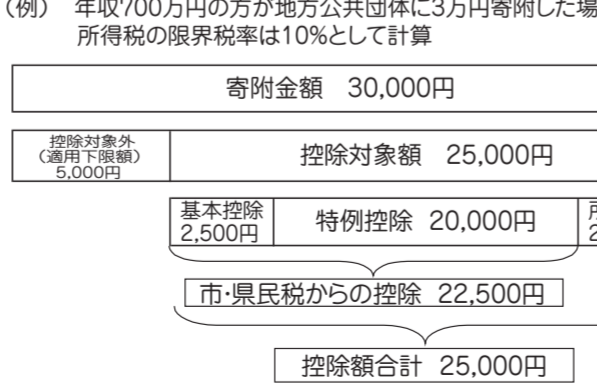 (例) 年収700万円の方が地方公共団体に3万円寄附した場
所得税の限界税率は10%として計算
寄附金額 30,000円
控除対象外
(適用下限額)
5,000円
控除対象額 25,000円
基本控除
2,500円
特例控除 20,000円
所
2
市・県民税からの控除 22,500円
控除額合計 25,000円